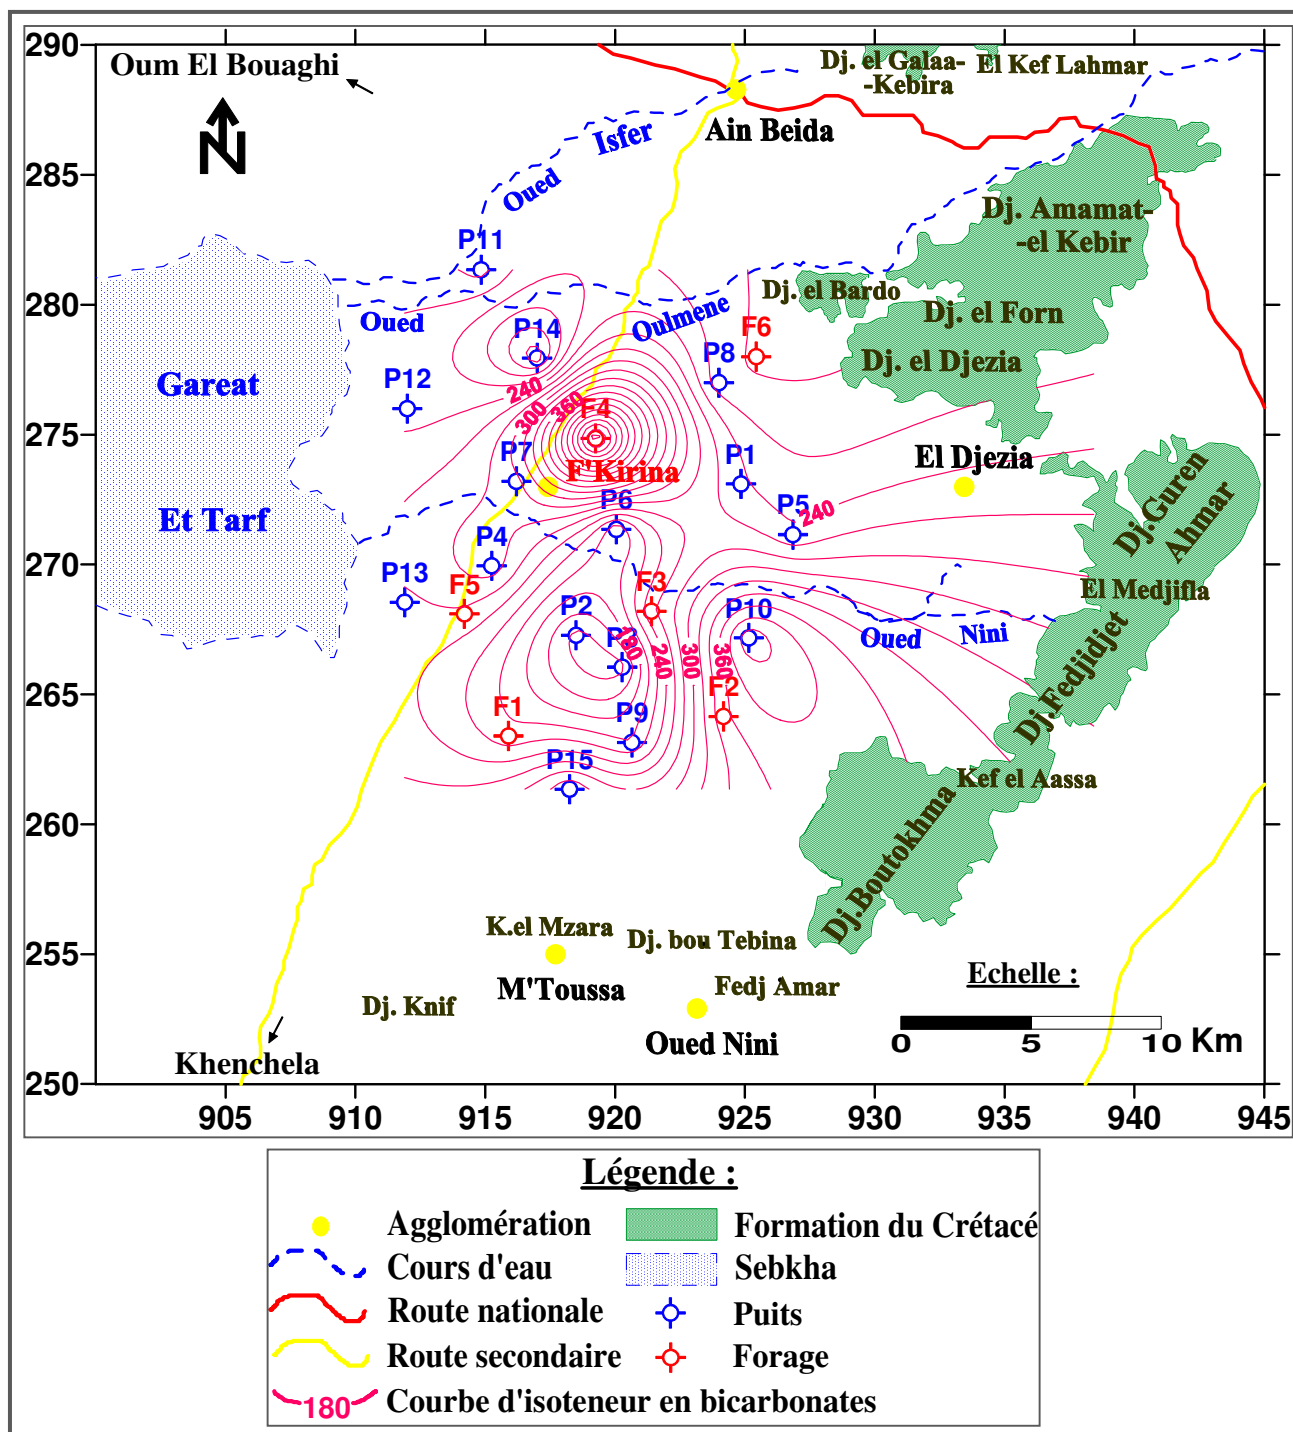 290
Oum El Bouaghi
Dj. el Galaa-
-Kebira
El Kef Lahmar
N
Ain Beida
Oued
Isfer
285
Dj. Amamat-
-el Kebir
P11
280
Dj. el Bardo
Oued
Oulmene
Dj. el Forn
P14
F6
P8
Dj. el Djezia
Gareat
P12
240
300
360
F4
275
P7
F'Kirina
P1
El Djezia
Dj.Guren
Ahmar
Et Tarf
P6
P5
240
P4
270
P13
F5
F3
El Medjifla
P2
P3
180
P10
Oued
Nini
240
300
360
Dj.Fedjidjet
265
F1
F2
P9
P15
Kef el Aassa
260
Dj.Boutokhma
K.el Mzara
Dj. bou Tebina
255
M'Toussa
Fedj Amar
Echelle :
Dj. Knif
Oued Nini
0 5 10 Km
Khenchela
250
905 910 915 920 925 930 935 940 945
Légende :
Agglomération
Formation du Crétacé
Cours d'eau
Sebkha
Route nationale
Puits
Route secondaire
Forage
180
Courbe d'isoteneur en bicarbonates